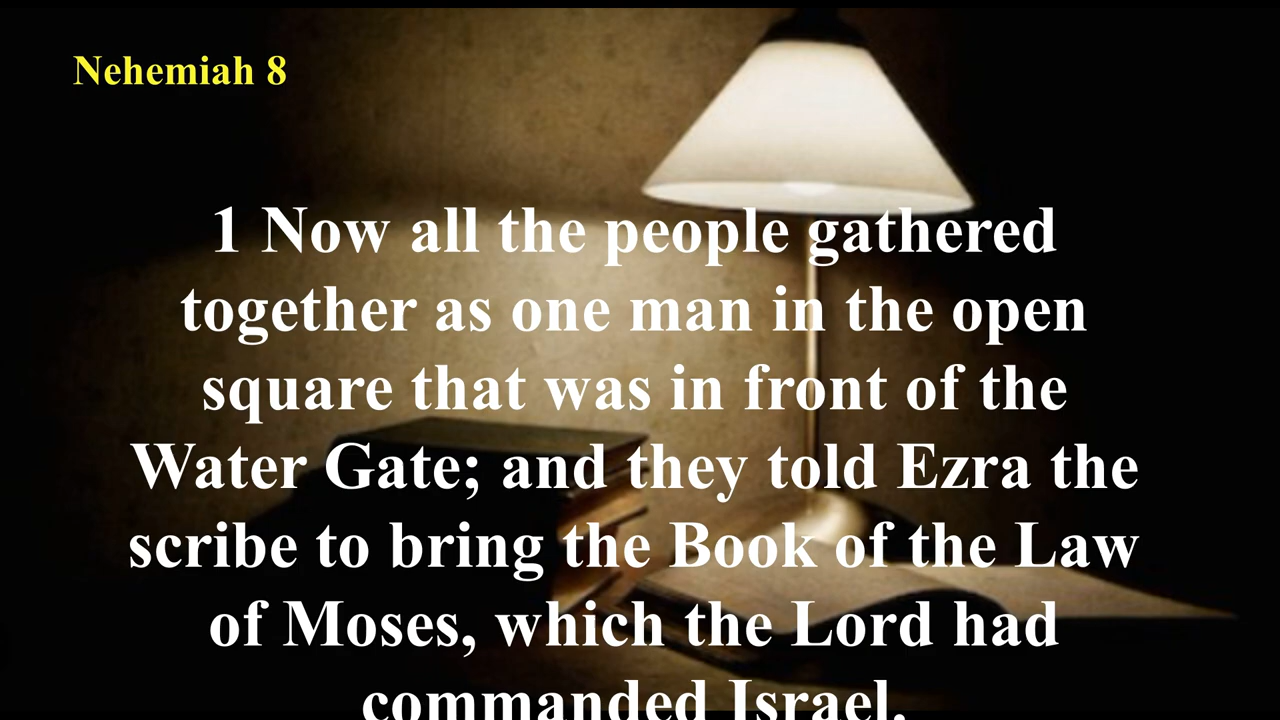 Nehemiah 8
1 Now all the people gathered
together as one man in the open
square that was in front of the
Water Gate; and they told Ezra the
scribe to bring the Book of the Law
of Moses, which the Lord had
commanded Israel.